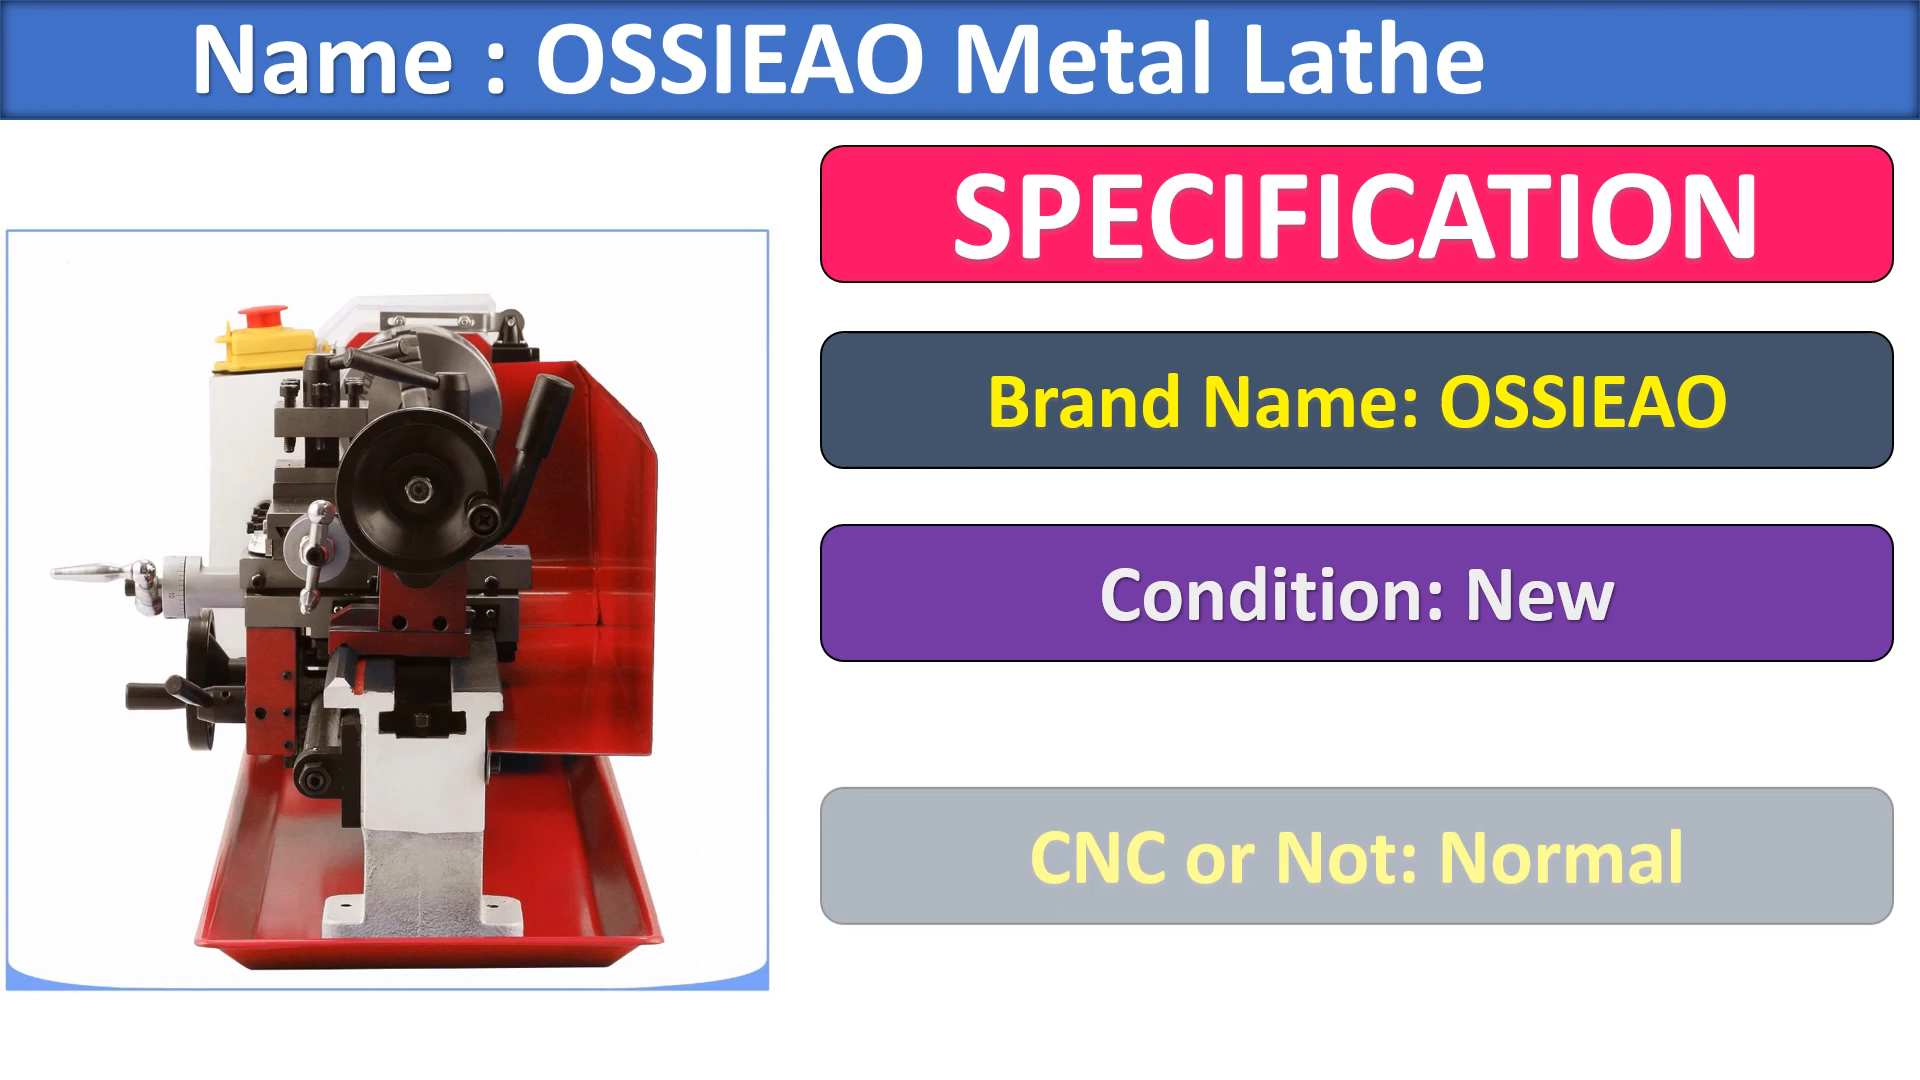 Name : OSSIEAO Metal Lathe
SPECIFICATION
Brand Name: OSSIEAO
Condition: New
CNC or Not: Normal